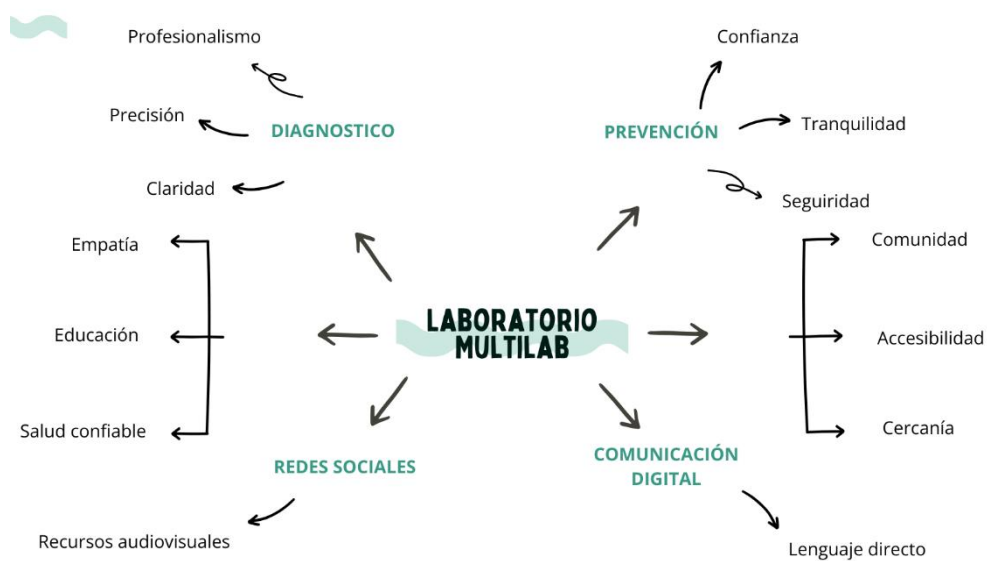 Profesionalismo
Confianza
Precisión
DIAGNOSTICO
PREVENCIÓN
Tranquilidad
Claridad
Seguiridad
Empatía
Comunidad
LABORATORIO
MULTILAB
Educación
Accesibilidad
Salud confiable
Cercanía
REDES SOCIALES
COMUNICACIÓN
DIGITAL
Recursos audiovisuales
Lenguaje directo